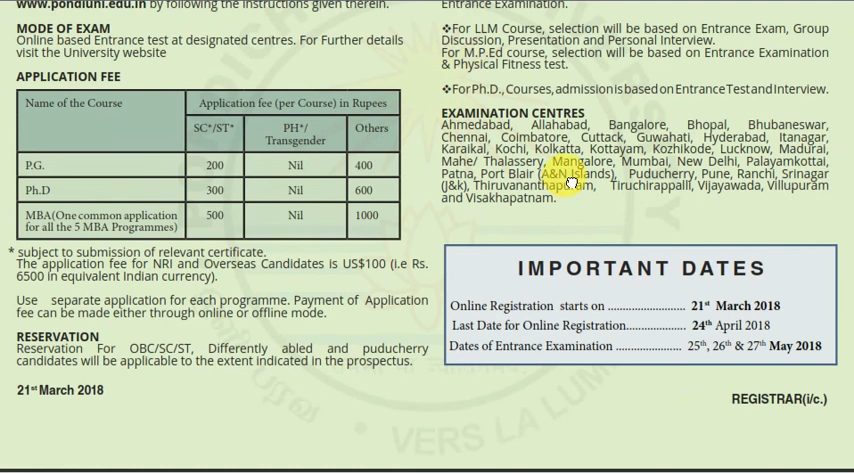 www.pondiuni.edu.in by following the instructions given therein.
MODE OF EXAM
Online based Entrance test at designated centres. For Further details
visit the University website
APPLICATION FEE
Name of the Course
Application fee (per Course) in Rupees
SC*/ST*
PH*/
Transgender
Others
P.G.
200
Nil
400
Ph.D
300
Nil
600
MBA(One common application
for all the 5 MBA Programmes)
500
Nil
1000
* subject to submission of relevant certificate.
The application fee for NRI and Overseas Candidates is US$100 (i.e Rs.
6500 in equivalent Indian currency).
Use separate application for each programme. Payment of Application
fee can be made either through online or offline mode.
RESERVATION
Reservation For OBC/SC/ST, Differently abled and puducherry
candidates will be applicable to the extent indicated in the prospectus.
21st March 2018
Entrance Examination.
❖For LLM Course, selection will be based on Entrance Exam, Group
Discussion, Presentation and Personal Interview.
For M.P.Ed course, selection will be based on Entrance Examination
& Physical Fitness test.
❖For Ph.D., Courses, admission is based on Entrance Test and Interview.
EXAMINATION CENTRES
Ahmedabad, Allahabad, Bangalore, Bhopal, Bhubaneswar,
Chennai, Coimbatore, Cuttack, Guwahati, Hyderabad, Itanagar,
Karaikal, Kochi, Kolkatta, Kottayam, Kozhikode, Lucknow, Madurai,
Mahe/ Thalassery, Mangalore, Mumbai, New Delhi, Palayamkottai,
Patna, Port Blair (A&N Islands), Puducherry, Pune, Ranchi, Srinagar
(J&k), Thiruvananthapuram, Tiruchirappalli, Vijayawada, Villupuram
and Visakhapatnam.
IMPORTANT DATES
Online Registration starts on ...................... 21st March 2018
Last Date for Online Registration.................. 24th April 2018
Dates of Entrance Examination .................... 25th, 26th & 27th May 2018
REGISTRAR(i/c.)
VERS LA LUM